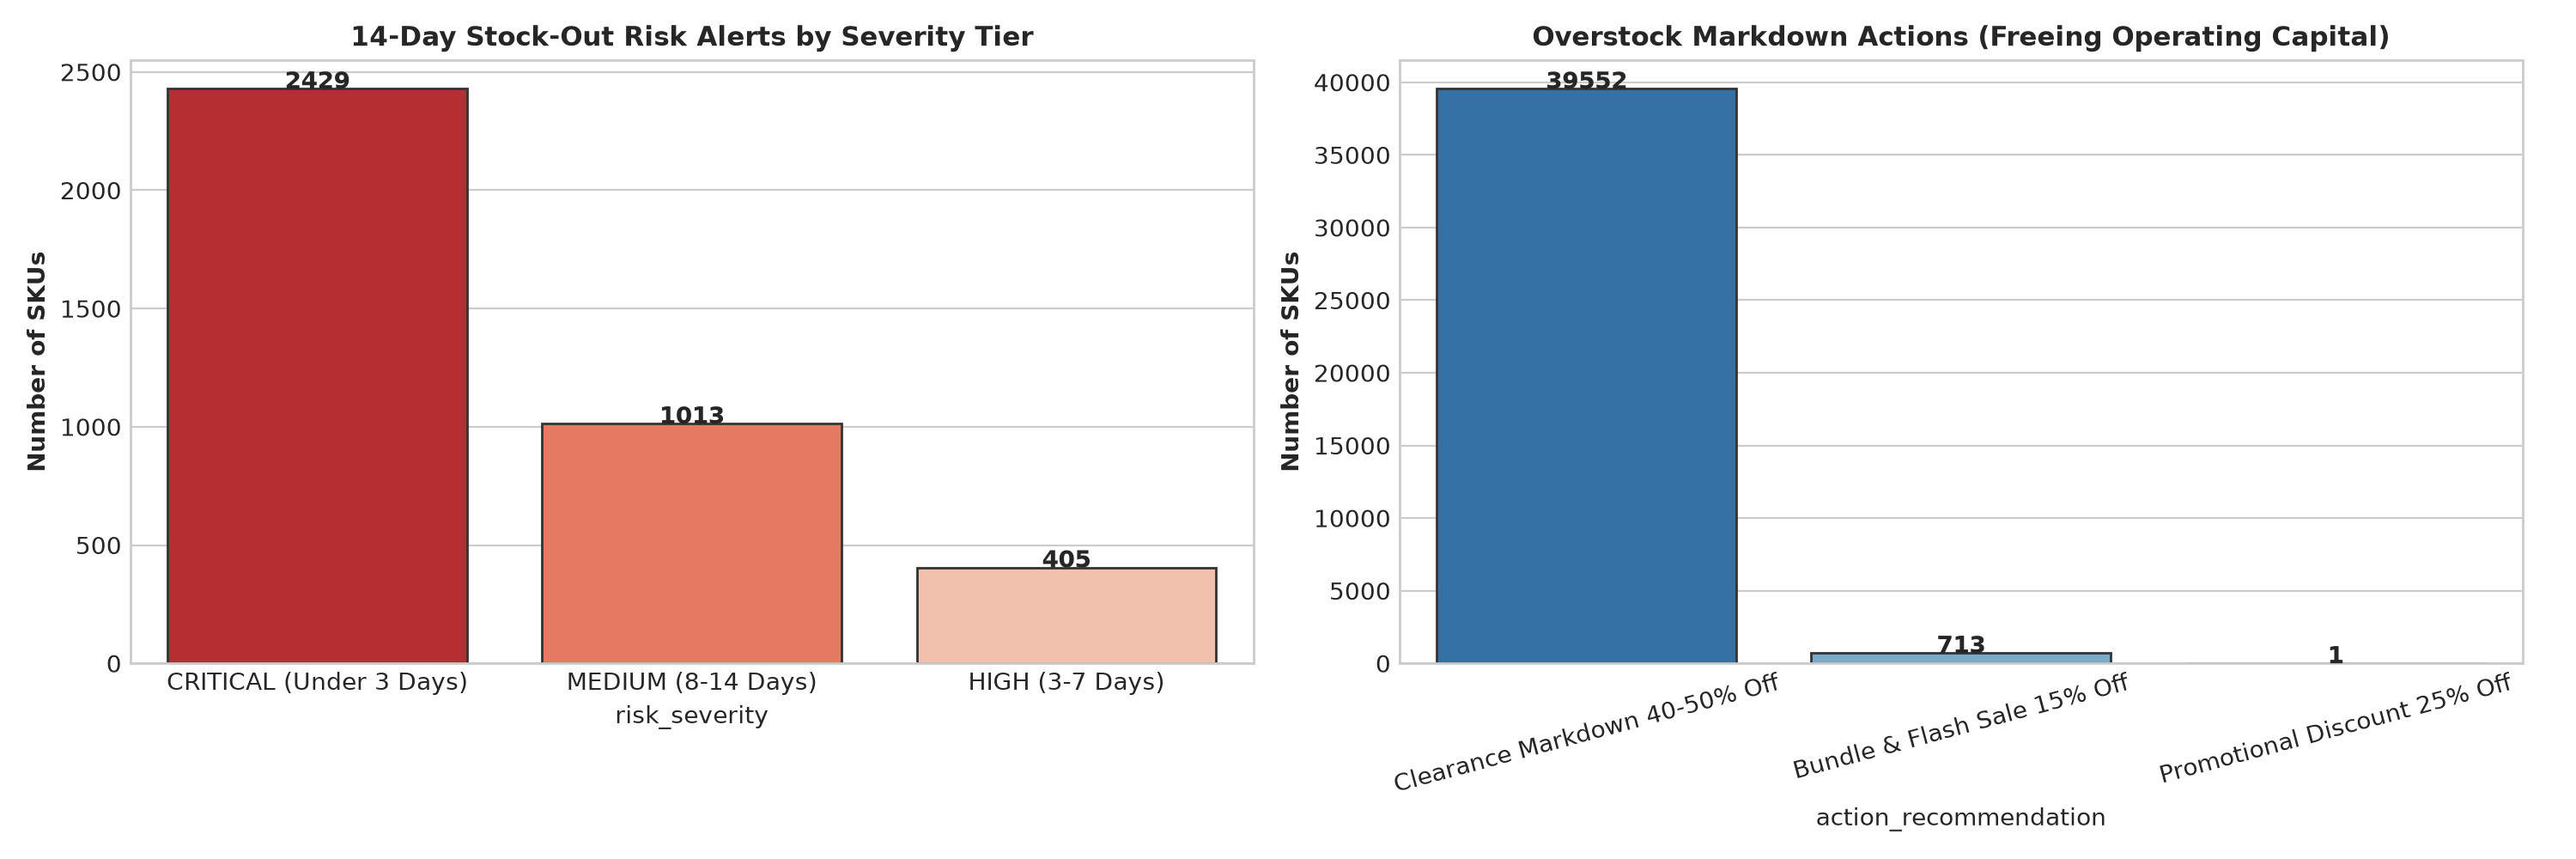 14-Day Stock-Out Risk Alerts by Severity Tier
Number of SKUs
2500
2000
1500
1000
500
0
2429
1013
405
CRITICAL (Under 3 Days)
MEDIUM (8-14 Days)
HIGH (3-7 Days)
risk_severity
Overstock Markdown Actions (Freeing Operating Capital)
Number of SKUs
40000
35000
30000
25000
20000
15000
10000
5000
0
39552
713
1
Clearance Markdown 40-50% Off
Bundle & Flash Sale 15% Off
Promotional Discount 25% Off
action_recommendation